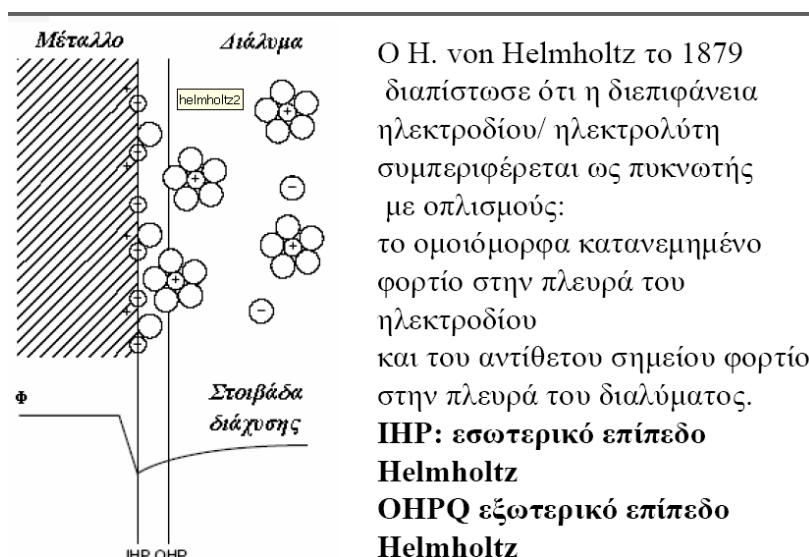 Μέταλλο
Διάλυμα
helmholtz2
Φ
Στοιβάδα
διάχυσης
IHP OHP
Ο H. von Helmholtz το 1879
διαπίστωσε ότι η διεπιφάνεια
ηλεκτροδίου/ ηλεκτρολύτη
συμπεριφέρεται ως πυκνωτής
με οπλισμούς:
το ομοιόμορφα κατανεμημένο
φορτίο στην πλευρά του
ηλεκτροδίου
και του αντίθετου σημείου φορτίο
στην πλευρά του διαλύματος.
IHP: εσωτερικό επίπεδο
Helmholtz
OHPQ εξωτερικό επίπεδο
Helmholtz